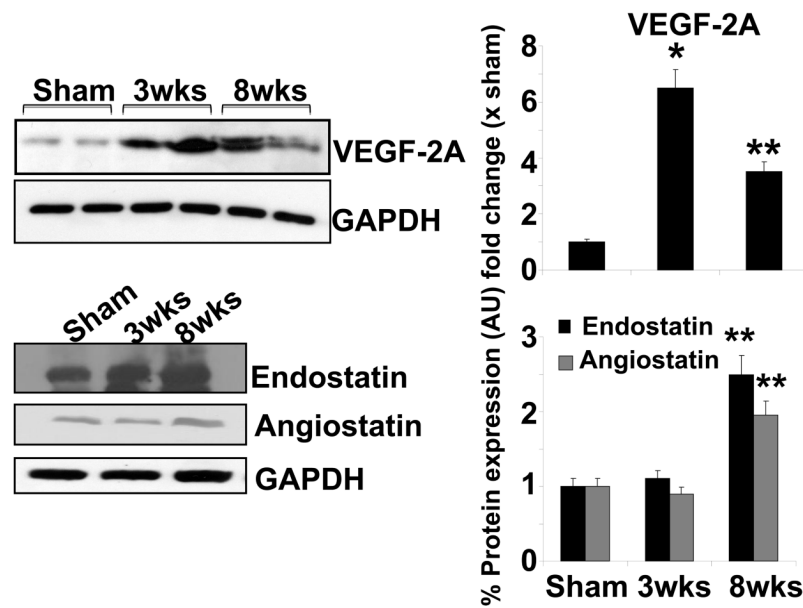 Sham 3wks 8wks
VEGF-2A
GAPDH
Sham 3wks 8wks
Endostatin
Angiostatin
GAPDH
VEGF-2A
% Protein expression (AU) fold change (x sham)
8
6
4
2
0
*
**
3
2
1
0
Endostatin
Angiostatin
**
**
Sham 3wks 8wks